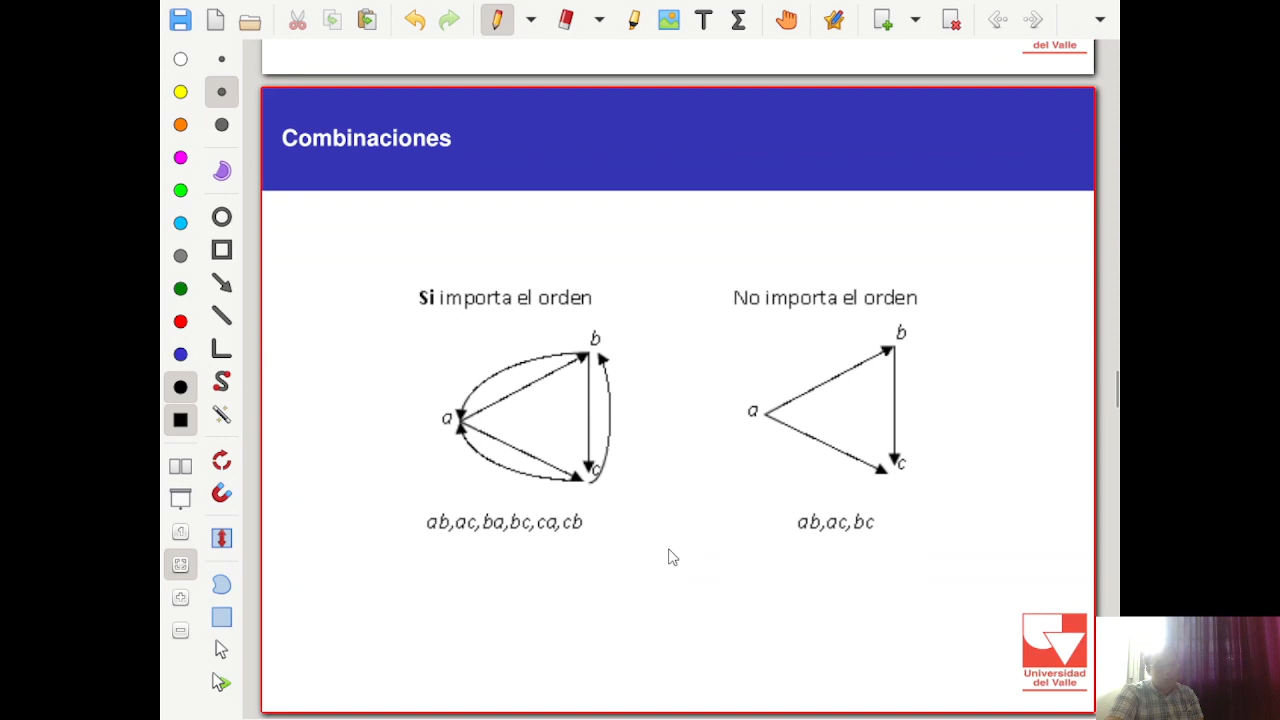 del Valle
Combinaciones
Si importa el orden
No importa el orden
b
a
c
b
a
c
ab,ac,ba,bc,ca,cb
ab,ac,bc
Universidad
del Valle